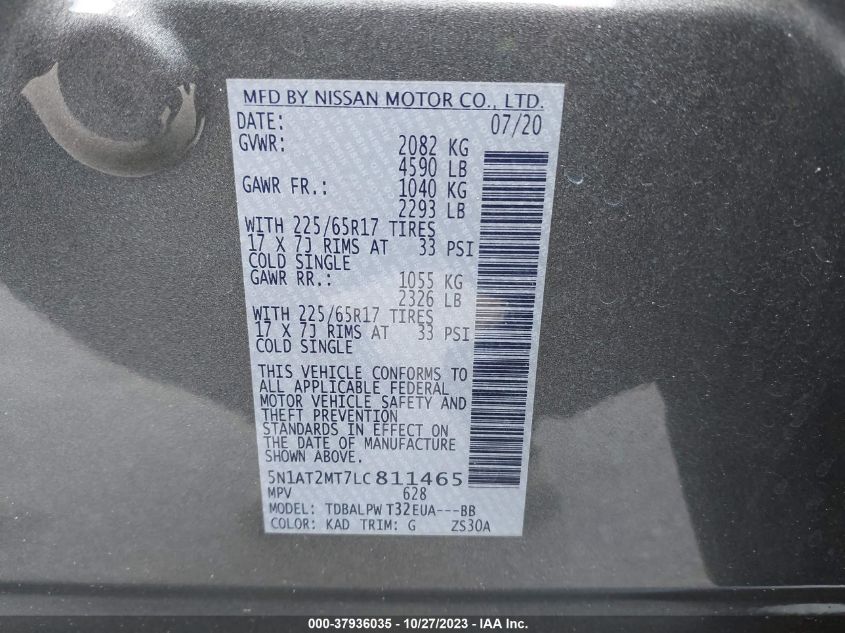 MFD BY NISSAN MOTOR CO., LTD.
DATE: 07/20
GVWR: 2082 KG
4590 LB
GAWR FR.: 1040 KG
2293 LB
WITH 225/65R17 TIRES
17 X 7J RIMS AT 33 PSI
COLD SINGLE
GAWR RR.: 1055 KG
2326 LB
WITH 225/65R17 TIRES
17 X 7J RIMS AT 33 PSI
COLD SINGLE
THIS VEHICLE CONFORMS TO
ALL APPLICABLE FEDERAL
MOTOR VEHICLE SAFETY AND
THEFT PREVENTION
STANDARDS IN EFFECT ON
THE DATE OF MANUFACTURE
SHOWN ABOVE.
5N1AT2MT7LC811465
MPV 628
MODEL: TDBALPW T32EUA---BB
COLOR: KAD TRIM: G ZS30A
000-37936035 - 10/27/2023 - IAA Inc.